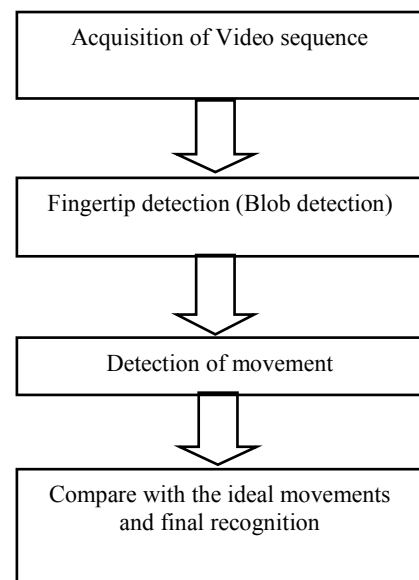 Acquisition of Video sequence
Fingertip detection (Blob detection)
Detection of movement
Compare with the ideal movements
and final recognition